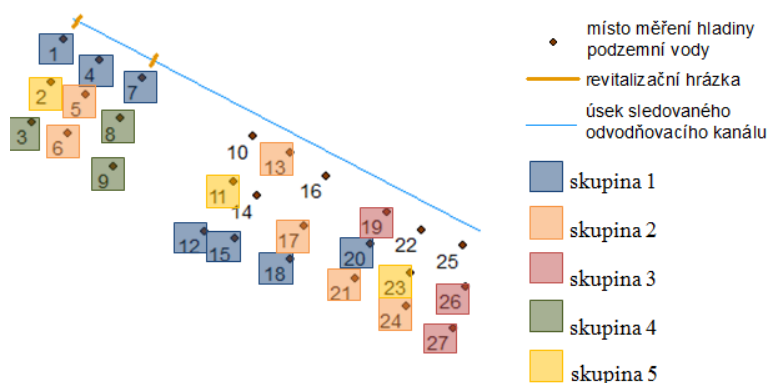 1
4
7
2
5
3
8
6
9
10
13
16
11
14
12
15
17
18
19
20
22
25
21
23
24
26
27
místo měření hladiny
podzemní vody
revitalizační hrázka
úsek sledovaného
odvodňovacího kanálu
skupina 1
skupina 2
skupina 3
skupina 4
skupina 5